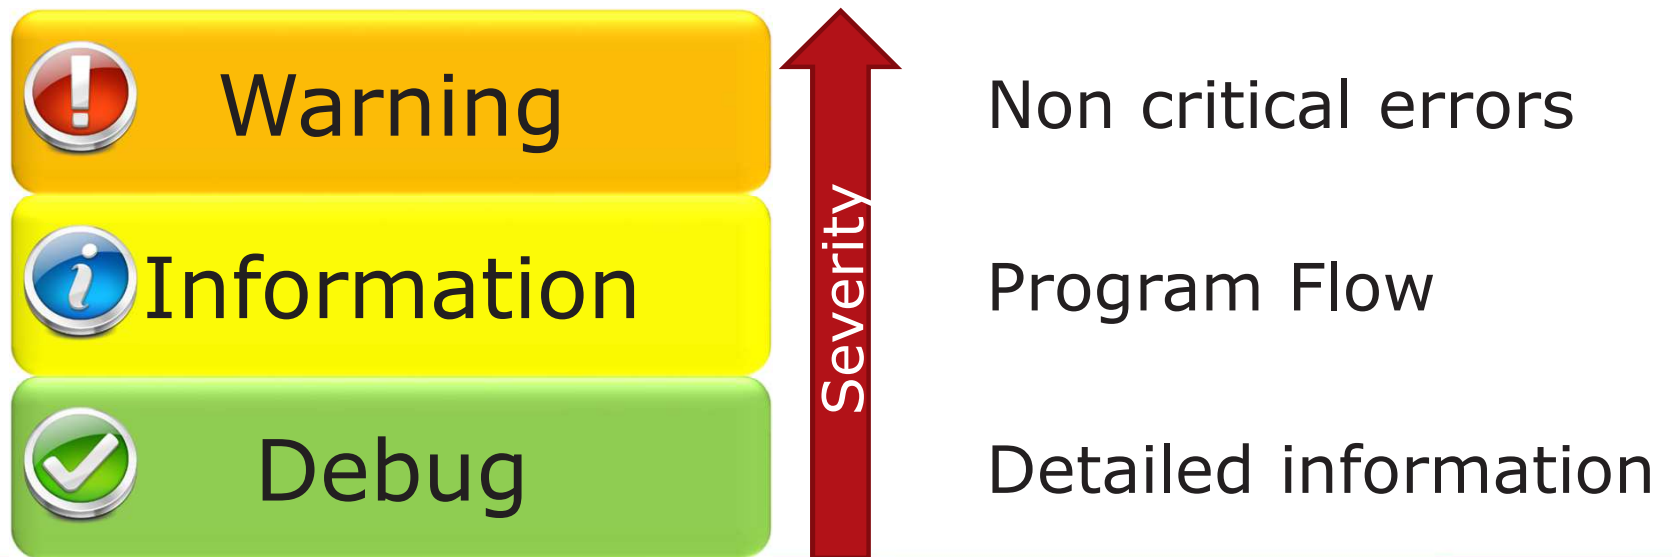 Warning
Non critical errors
Severity
Information
Program Flow
Debug
Detailed information